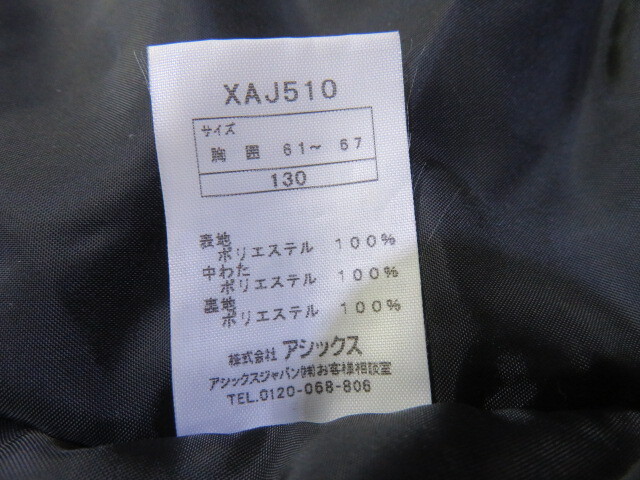 XAJ510
サイズ
胸囲 61～ 67
130
表地
ポリエステル 100%
中わた
ポリエステル 100%
裏地
ポリエステル 100%
株式会社 アシックス
アシックスジャパン㈱お客様相談室
TEL.0120-068-806